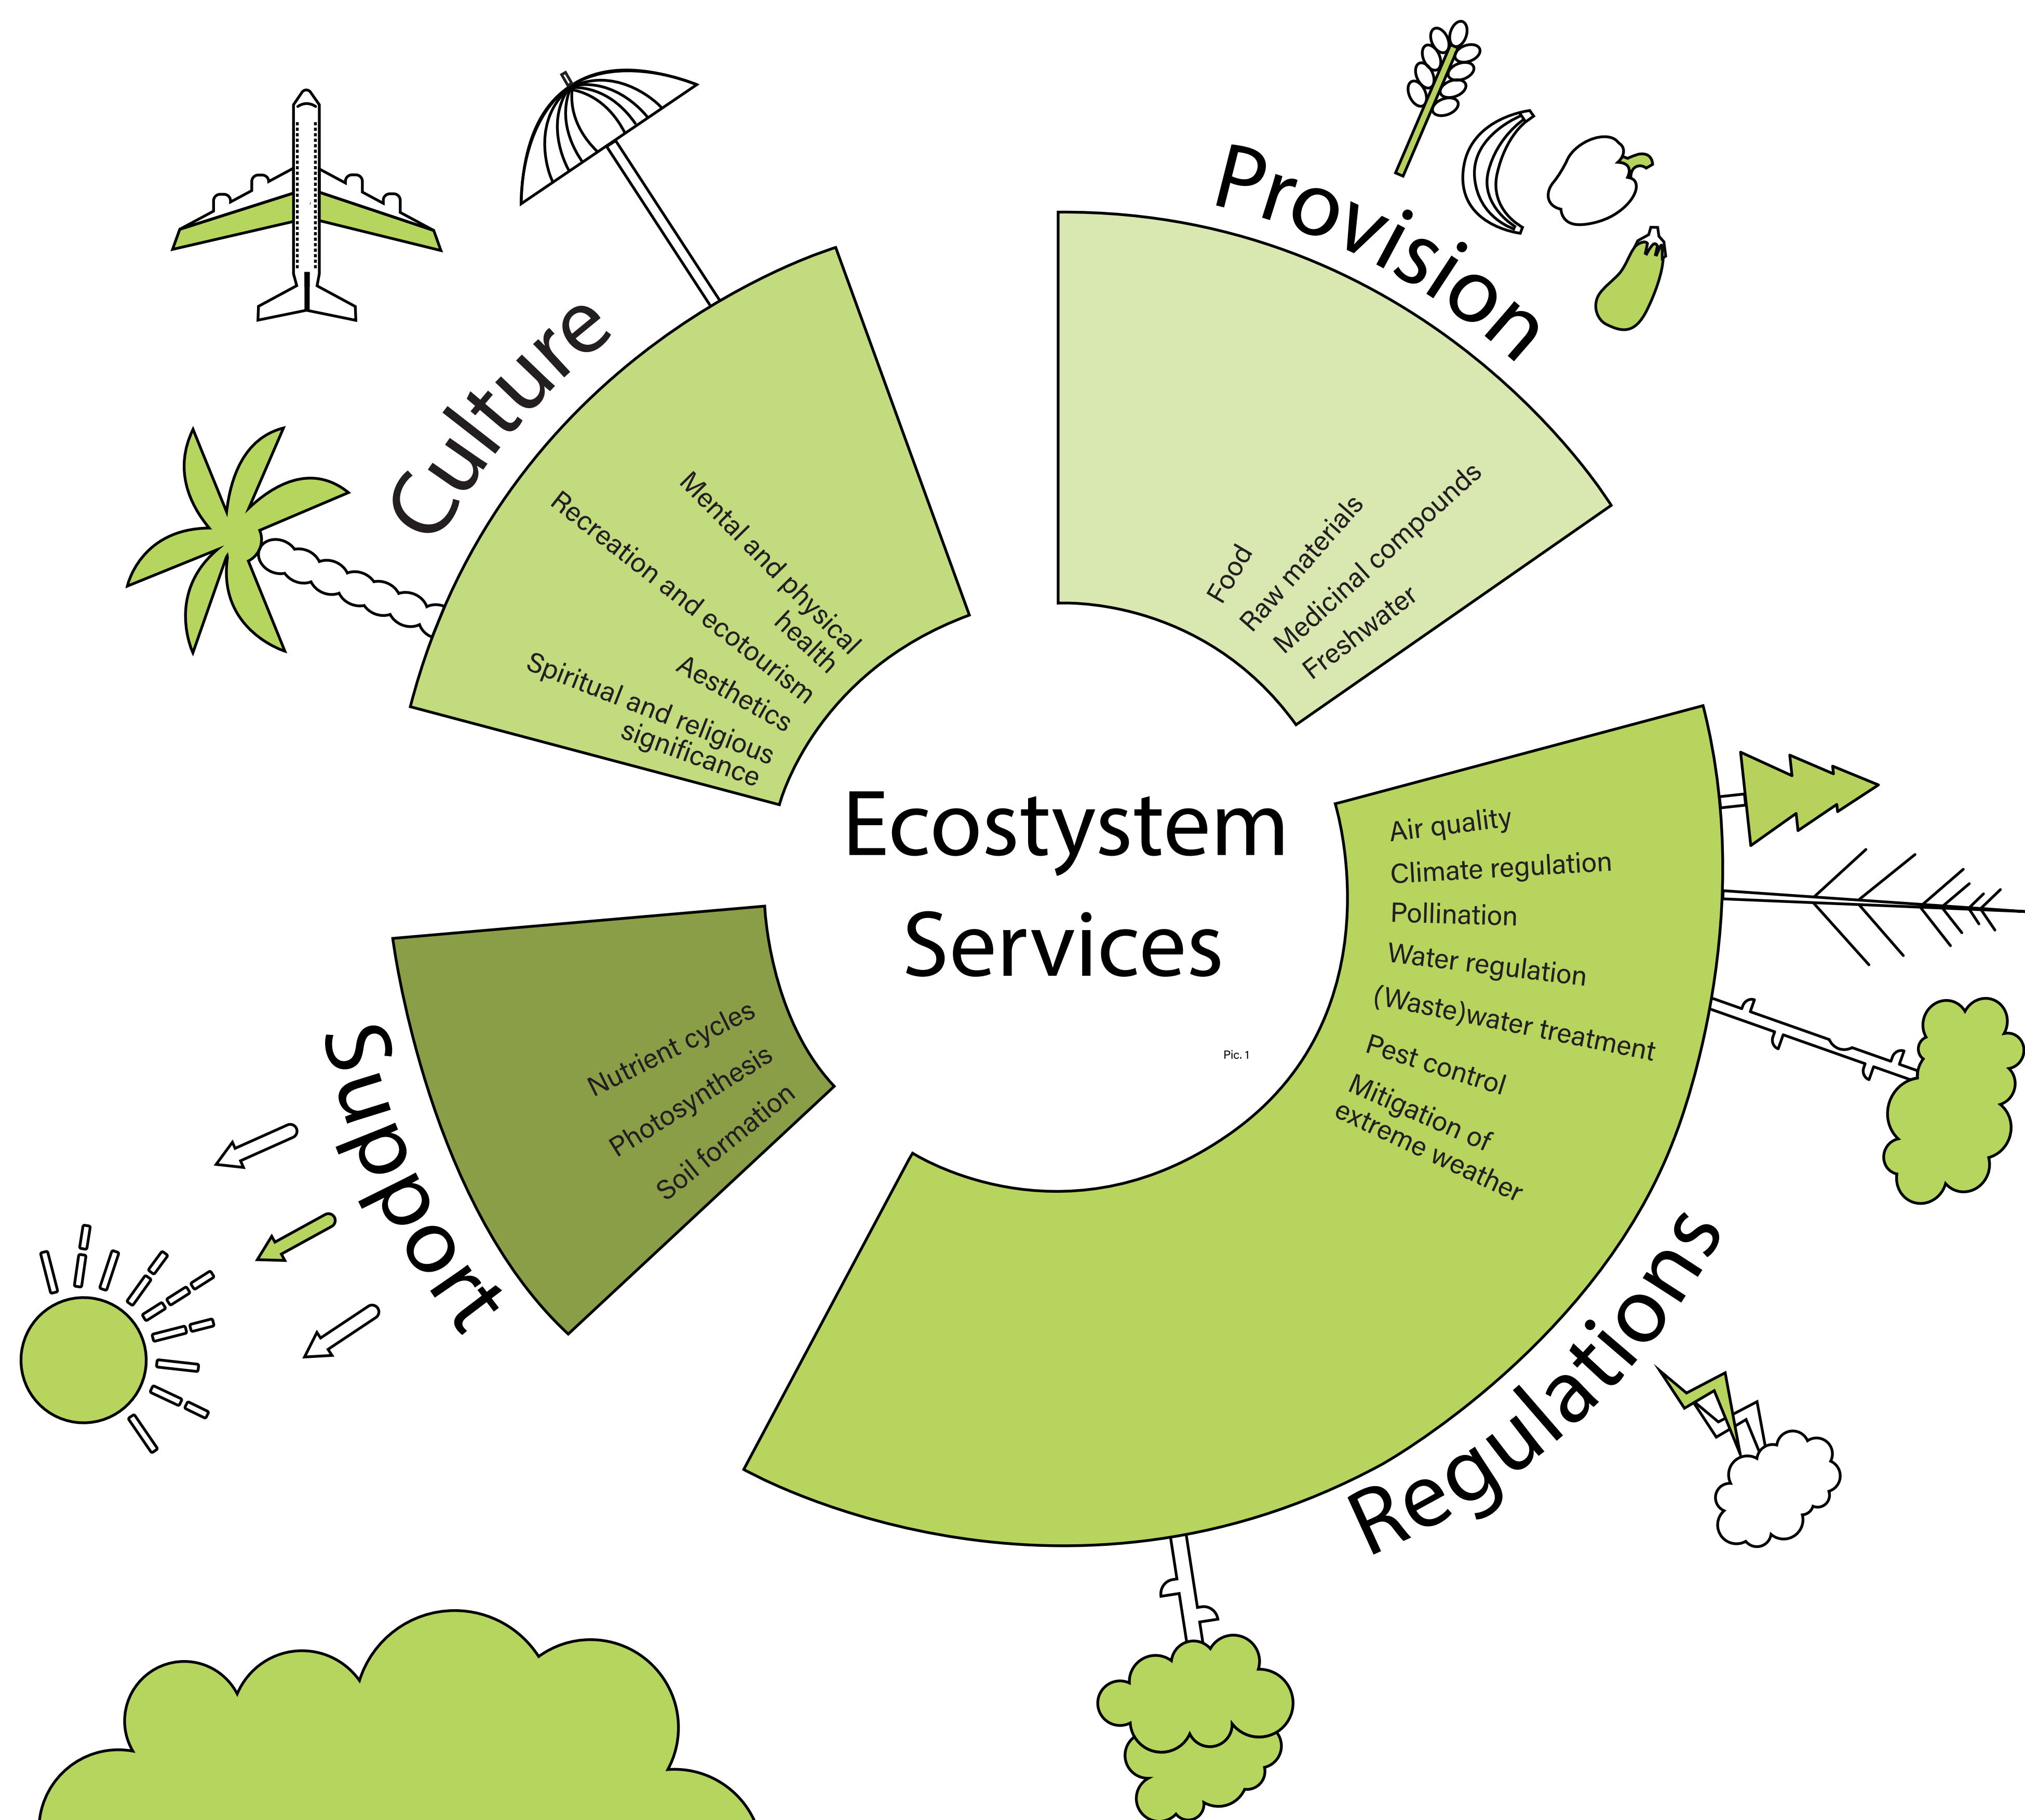 Culture
Mental and physical
health
Recreation and ecotourism
Aesthetics
Spiritual and religious
significance
Provision
Food
Raw materials
Medicinal compounds
Freshwater
Ecostystem
Services
Pic. 1
Air quality
Climate regulation
Pollination
Water regulation
(Waste)water treatment
Pest control
Mitigation of
extreme weather
Regulations
Support
Nutrient cycles
Photosynthesis
Soil formation